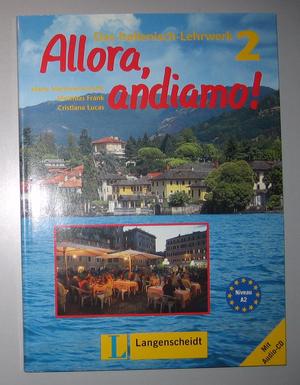 Das Italienisch-Lehrwerk 2
Allora,
andiamo!
Frank
Cristiana Lucas
Niveau
A2
Mit
Audio-CD
L
Langenscheidt